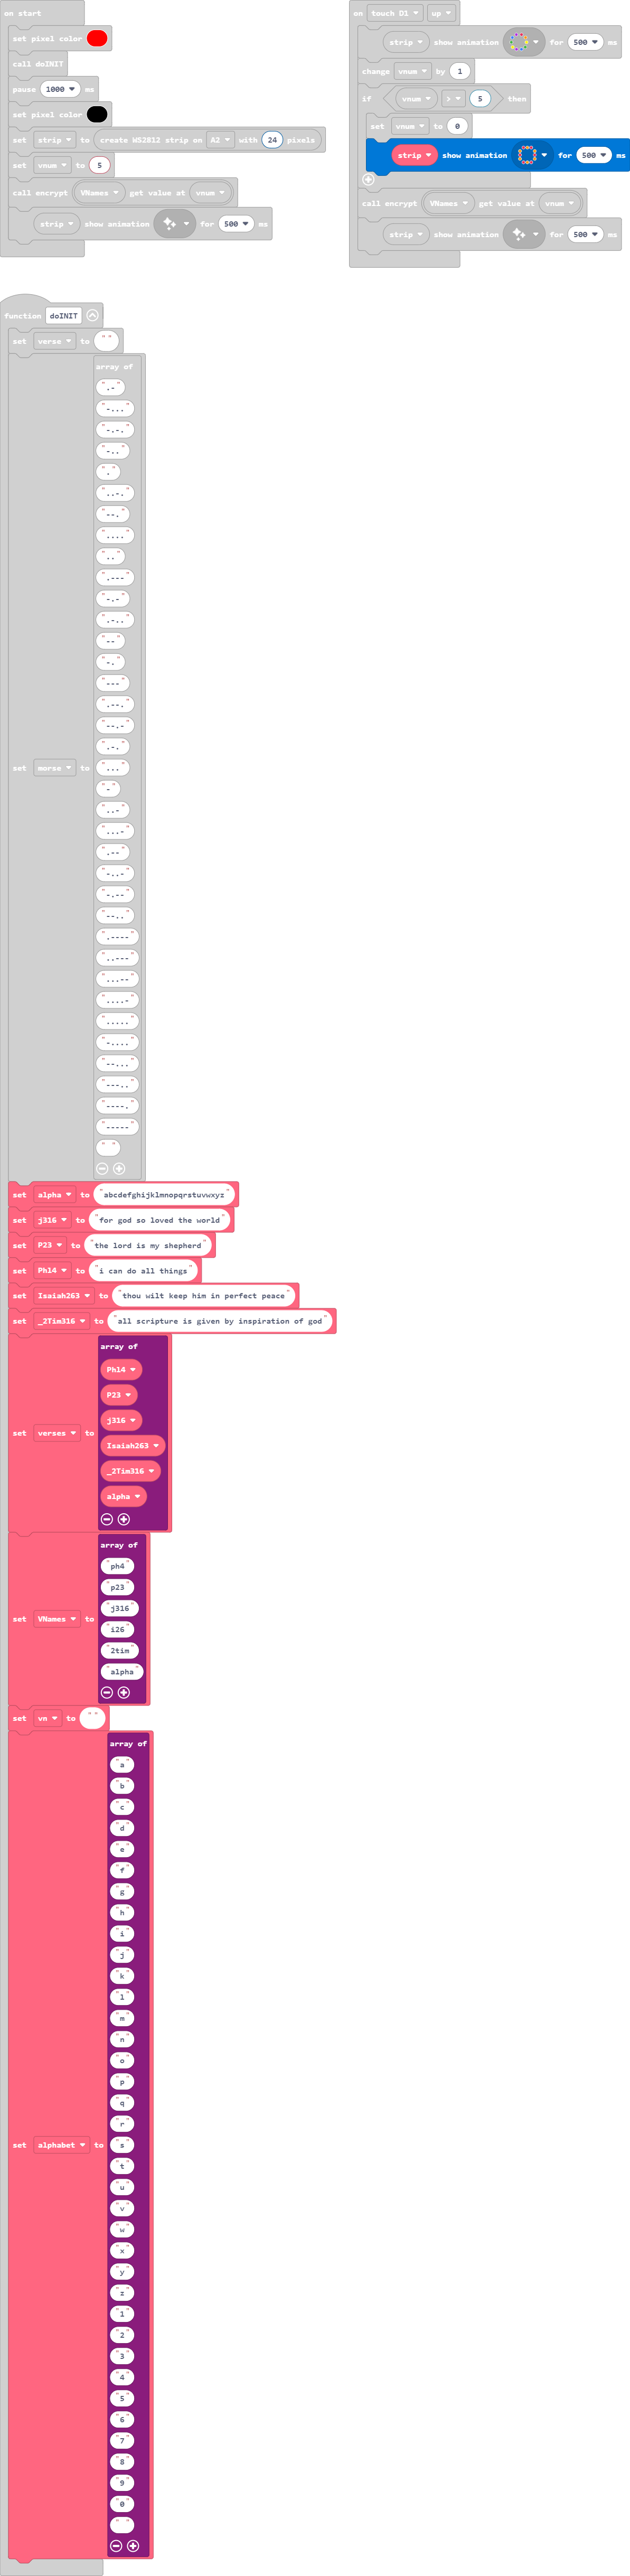 on start
set pixel color
call doINIT
pause 1000 ms
set pixel color
set strip to create WS2812 strip on A2 with 24 pixels
set vnum to 5
call encrypt VNames get value at vnum
strip show animation for 500 ms
on touch D1 up
strip show animation for 500 ms
change vnum by 1
if vnum > 5 then
set vnum to 0
strip show animation for 500 ms
call encrypt VNames get value at vnum
strip show animation for 500 ms
function doINIT
set verse to " "
set morse to
array of
".-"
"-..."
"-.-."
"-.."
"."
"..-."
"--."
"...."
".."
".---"
"-.-"
".-.."
"--"
"-."
"---"
".--."
"--.-"
".-."
"..."
"-"
"..-"
"...-"
".--"
"-..-"
"-.--"
"--.."
".----"
"..---"
"...--"
"....-"
"....."
"-...."
"--..."
"---.."
"----."
"-----"
" "
set alpha to "abcdefghijklmnopqrstuvwxyz"
set j316 to "for god so loved the world"
set P23 to "the lord is my shepherd"
set Ph14 to "i can do all things"
set Isaiah263 to "thou wilt keep him in perfect peace"
set _2Tim316 to "all scripture is given by inspiration of god"
set verses to
array of
Ph14
P23
j316
Isaiah263
_2Tim316
alpha
set VNames to
array of
"ph4"
"p23"
"j316"
"i26"
"2tim"
"alpha"
set vn to ""
set alphabet to
array of
"a"
"b"
"c"
"d"
"e"
"f"
"g"
"h"
"i"
"j"
"k"
"l"
"m"
"n"
"o"
"p"
"q"
"r"
"s"
"t"
"u"
"v"
"w"
"x"
"y"
"z"
"1"
"2"
"3"
"4"
"5"
"6"
"7"
"8"
"9"
"0"
" "